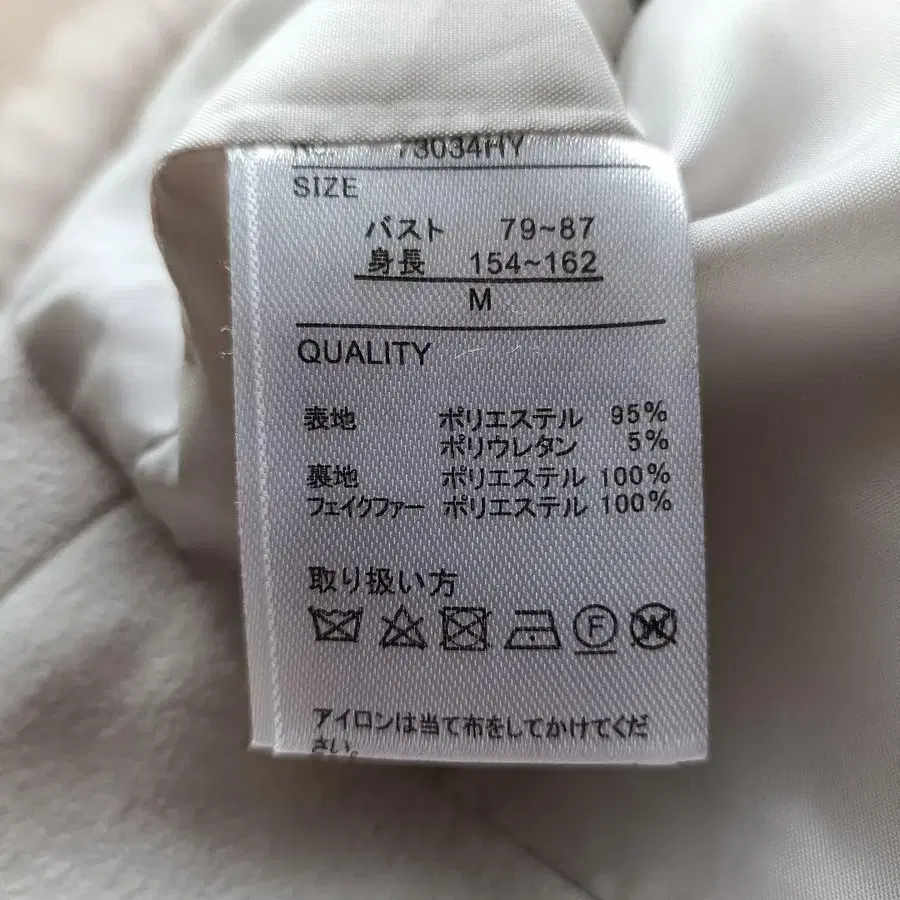 No. 73034HY
SIZE
バスト 79~87
身長 154~162
M
QUALITY
表地 ポリエステル 95%
ポリウレタン 5%
裏地 ポリエステル 100%
フェイクファー ポリエステル 100%
取り扱い方
F
W
アイロンは当て布をしてかけてくだ
さい。